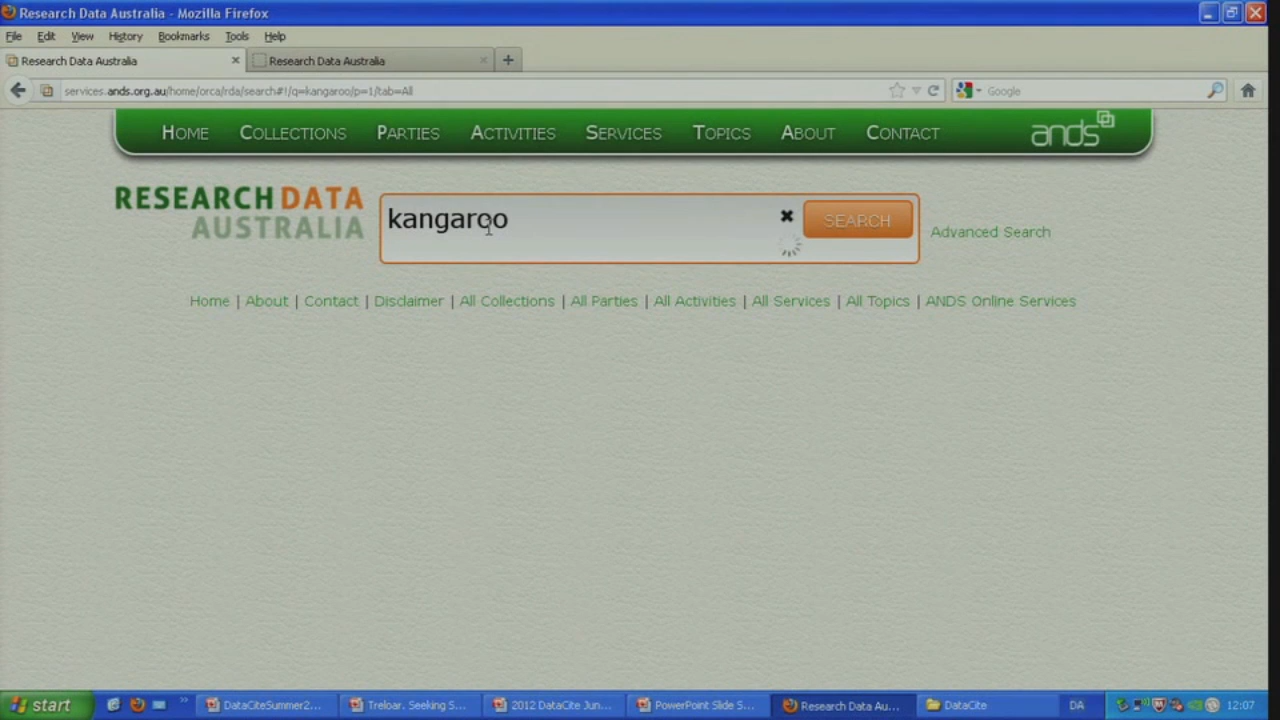 Research Data Australia - Mozilla Firefox
File Edit View History Bookmarks Tools Help
Research Data Australia Research Data Australia
services.ands.org.au/home/orca/rda/search#!/q=kangaroo/p=1/tab=All Google
HOME COLLECTIONS PARTIES ACTIVITIES SERVICES TOPICS ABOUT CONTACT ands
RESEARCH DATA
AUSTRALIA
kangaroo SEARCH
Advanced Search
Home | About | Contact | Disclaimer | All Collections | All Parties | All Activities | All Services | All Topics | ANDS Online Services
start DataCiteSummer2... Treloar. Seeking S... 2012 DataCite Jun... PowerPoint Slide S... Research Data Au... DataCite DA 12:07